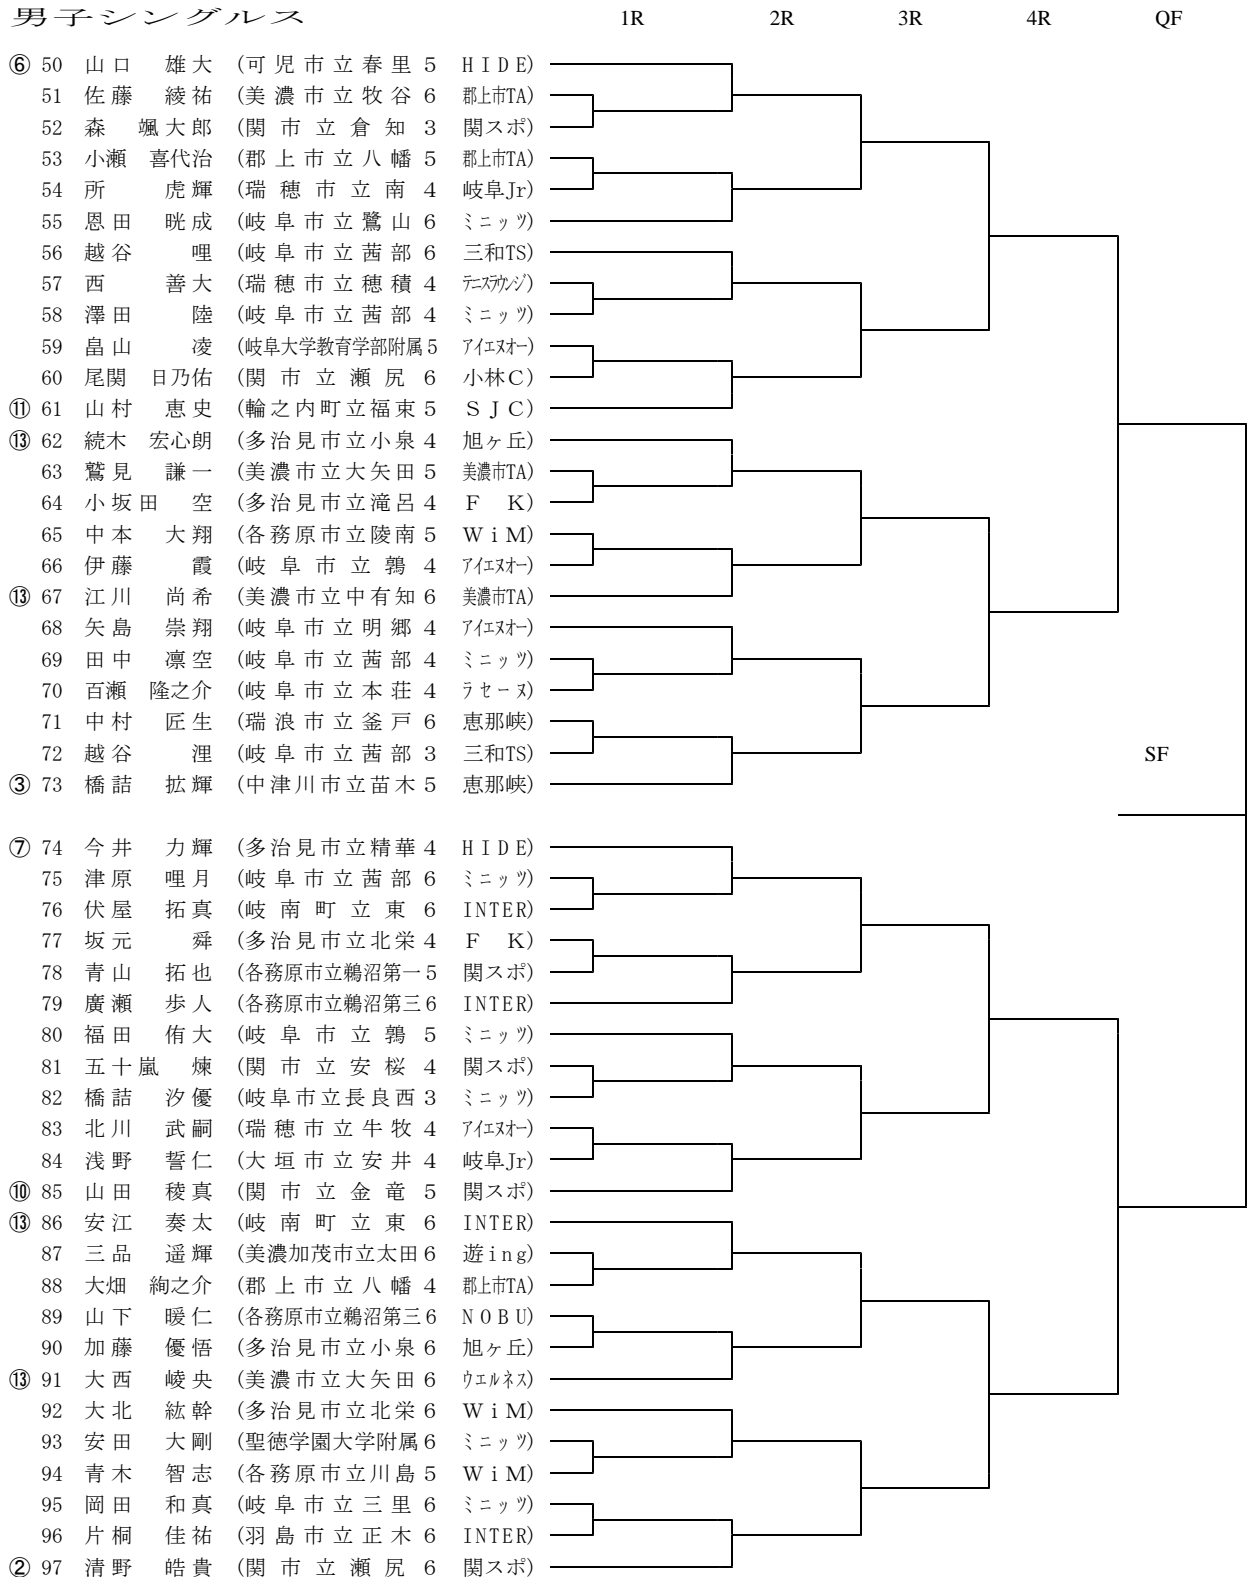 男子シングルス 1R 2R 3R 4R QF
⑥ 50 山口 雄大 (可児市立春里 5 HIDE)
51 佐藤 綾祐 (美濃市立牧谷 6 郡上市TA)
52 森 颯大郎 (関市立倉知 3 関スポ)
53 小瀬 喜代治 (郡上市立八幡 5 郡上市TA)
54 所 虎輝 (瑞穂市立南 4 岐阜Jr)
55 恩田 晄成 (岐阜市立鷺山 6 ミニッツ)
56 越谷 哩 (岐阜市立茜部 6 三和TS)
57 西 善大 (瑞穂市立穂積 4 テニスラウンジ)
58 澤田 陸 (岐阜市立茜部 4 ミニッツ)
59 畠山 凌 (岐阜大学教育学部附属 5 アイエヌオー)
60 尾関 日乃佑 (関市立瀬尻 6 小林C)
⑪ 61 山村 恵史 (輪之内町立福束 5 SJC)
⑬ 62 続木 宏心朗 (多治見市立小泉 4 旭ヶ丘)
63 鷲見 謙一 (美濃市立大矢田 5 美濃市TA)
64 小坂田 空 (多治見市立滝呂 4 F K)
65 中本 大翔 (各務原市立陵南 5 WiM)
66 伊藤 霞 (岐阜市立鶉 4 アイエヌオー)
⑬ 67 江川 尚希 (美濃市立中有知 6 美濃市TA)
68 矢島 崇翔 (岐阜市立明郷 4 アイエヌオー)
69 田中 凛空 (岐阜市立茜部 4 ミニッツ)
70 百瀬 隆之介 (岐阜市立本荘 4 ラセーヌ)
71 中村 匠生 (瑞浪市立釜戸 6 恵那峡)
72 越谷 浬 (岐阜市立茜部 3 三和TS)
SF
③ 73 橋詰 拡輝 (中津川市立苗木 5 恵那峡)
⑦ 74 今井 力輝 (多治見市立精華 4 HIDE)
75 津原 哩月 (岐阜市立茜部 6 ミニッツ)
76 伏屋 拓真 (岐南町立東 6 INTER)
77 坂元 舜 (多治見市立北栄 4 F K)
78 青山 拓也 (各務原市立鵜沼第一 5 関スポ)
79 廣瀬 歩人 (各務原市立鵜沼第三 6 INTER)
80 福田 侑大 (岐阜市立鶉 5 ミニッツ)
81 五十嵐 煉 (関市立安桜 4 関スポ)
82 橋詰 汐優 (岐阜市立長良西 3 ミニッツ)
83 北川 武嗣 (瑞穂市立牛牧 4 アイエヌオー)
84 浅野 誓仁 (大垣市立安井 4 岐阜Jr)
⑩ 85 山田 稜真 (関市立金竜 5 関スポ)
⑬ 86 安江 奏太 (岐南町立東 6 INTER)
87 三品 遥輝 (美濃加茂市立太田 6 遊ing)
88 大畑 絢之介 (郡上市立八幡 4 郡上市TA)
89 山下 暖仁 (各務原市立鵜沼第三 6 NOBU)
90 加藤 優悟 (多治見市立小泉 6 旭ヶ丘)
⑬ 91 大西 崚央 (美濃市立大矢田 6 ウエルネス)
92 大北 紘幹 (多治見市立北栄 6 WiM)
93 安田 大剛 (聖徳学園大学附属 6 ミニッツ)
94 青木 智志 (各務原市立川島 5 WiM)
95 岡田 和真 (岐阜市立三里 6 ミニッツ)
96 片桐 佳祐 (羽島市立正木 6 INTER)
② 97 清野 皓貴 (関市立瀬尻 6 関スポ)